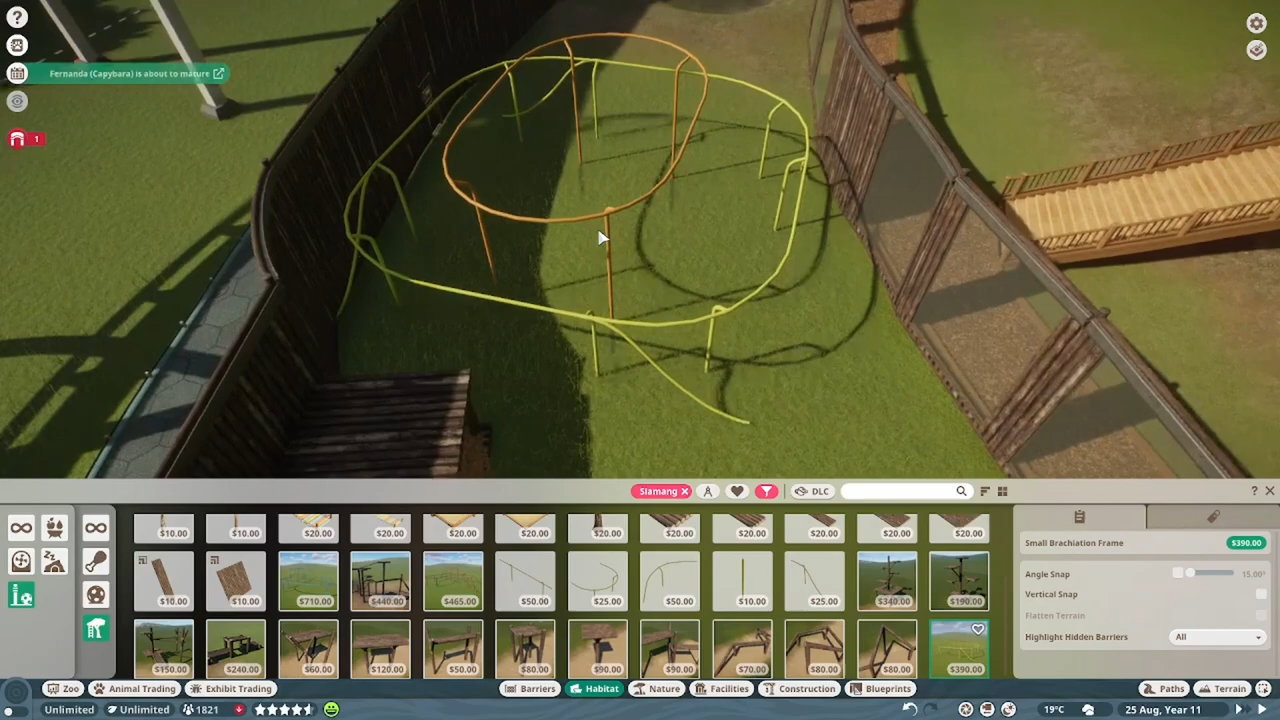 ?
Fernanda (Capybara) is about to mature
1
Siamang ×
DLC
? ×
$10.00 $10.00 $20.00 $20.00 $20.00 $20.00 $20.00 $20.00 $20.00 $20.00 $20.00 $20.00
Small Brachiation Frame $390.00
Angle Snap 15.00°
$10.00 $10.00 $710.00 $440.00 $465.00 $50.00 $25.00 $50.00 $10.00 $25.00 $340.00 $190.00
Vertical Snap
Flatten Terrain
Highlight Hidden Barriers All
$150.00 $240.00 $60.00 $120.00 $50.00 $80.00 $90.00 $90.00 $70.00 $80.00 $80.00 $390.00
Zoo Animal Trading Exhibit Trading Barriers Habitat Nature Facilities Construction Blueprints Paths Terrain
Unlimited Unlimited 1821 19°C 25 Aug, Year 11